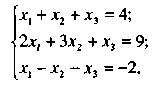 x₁ + x₂ + x₃ = 4;
2x₁ + 3x₂ + x₃ = 9;
x₁ − x₂ − x₃ = −2.